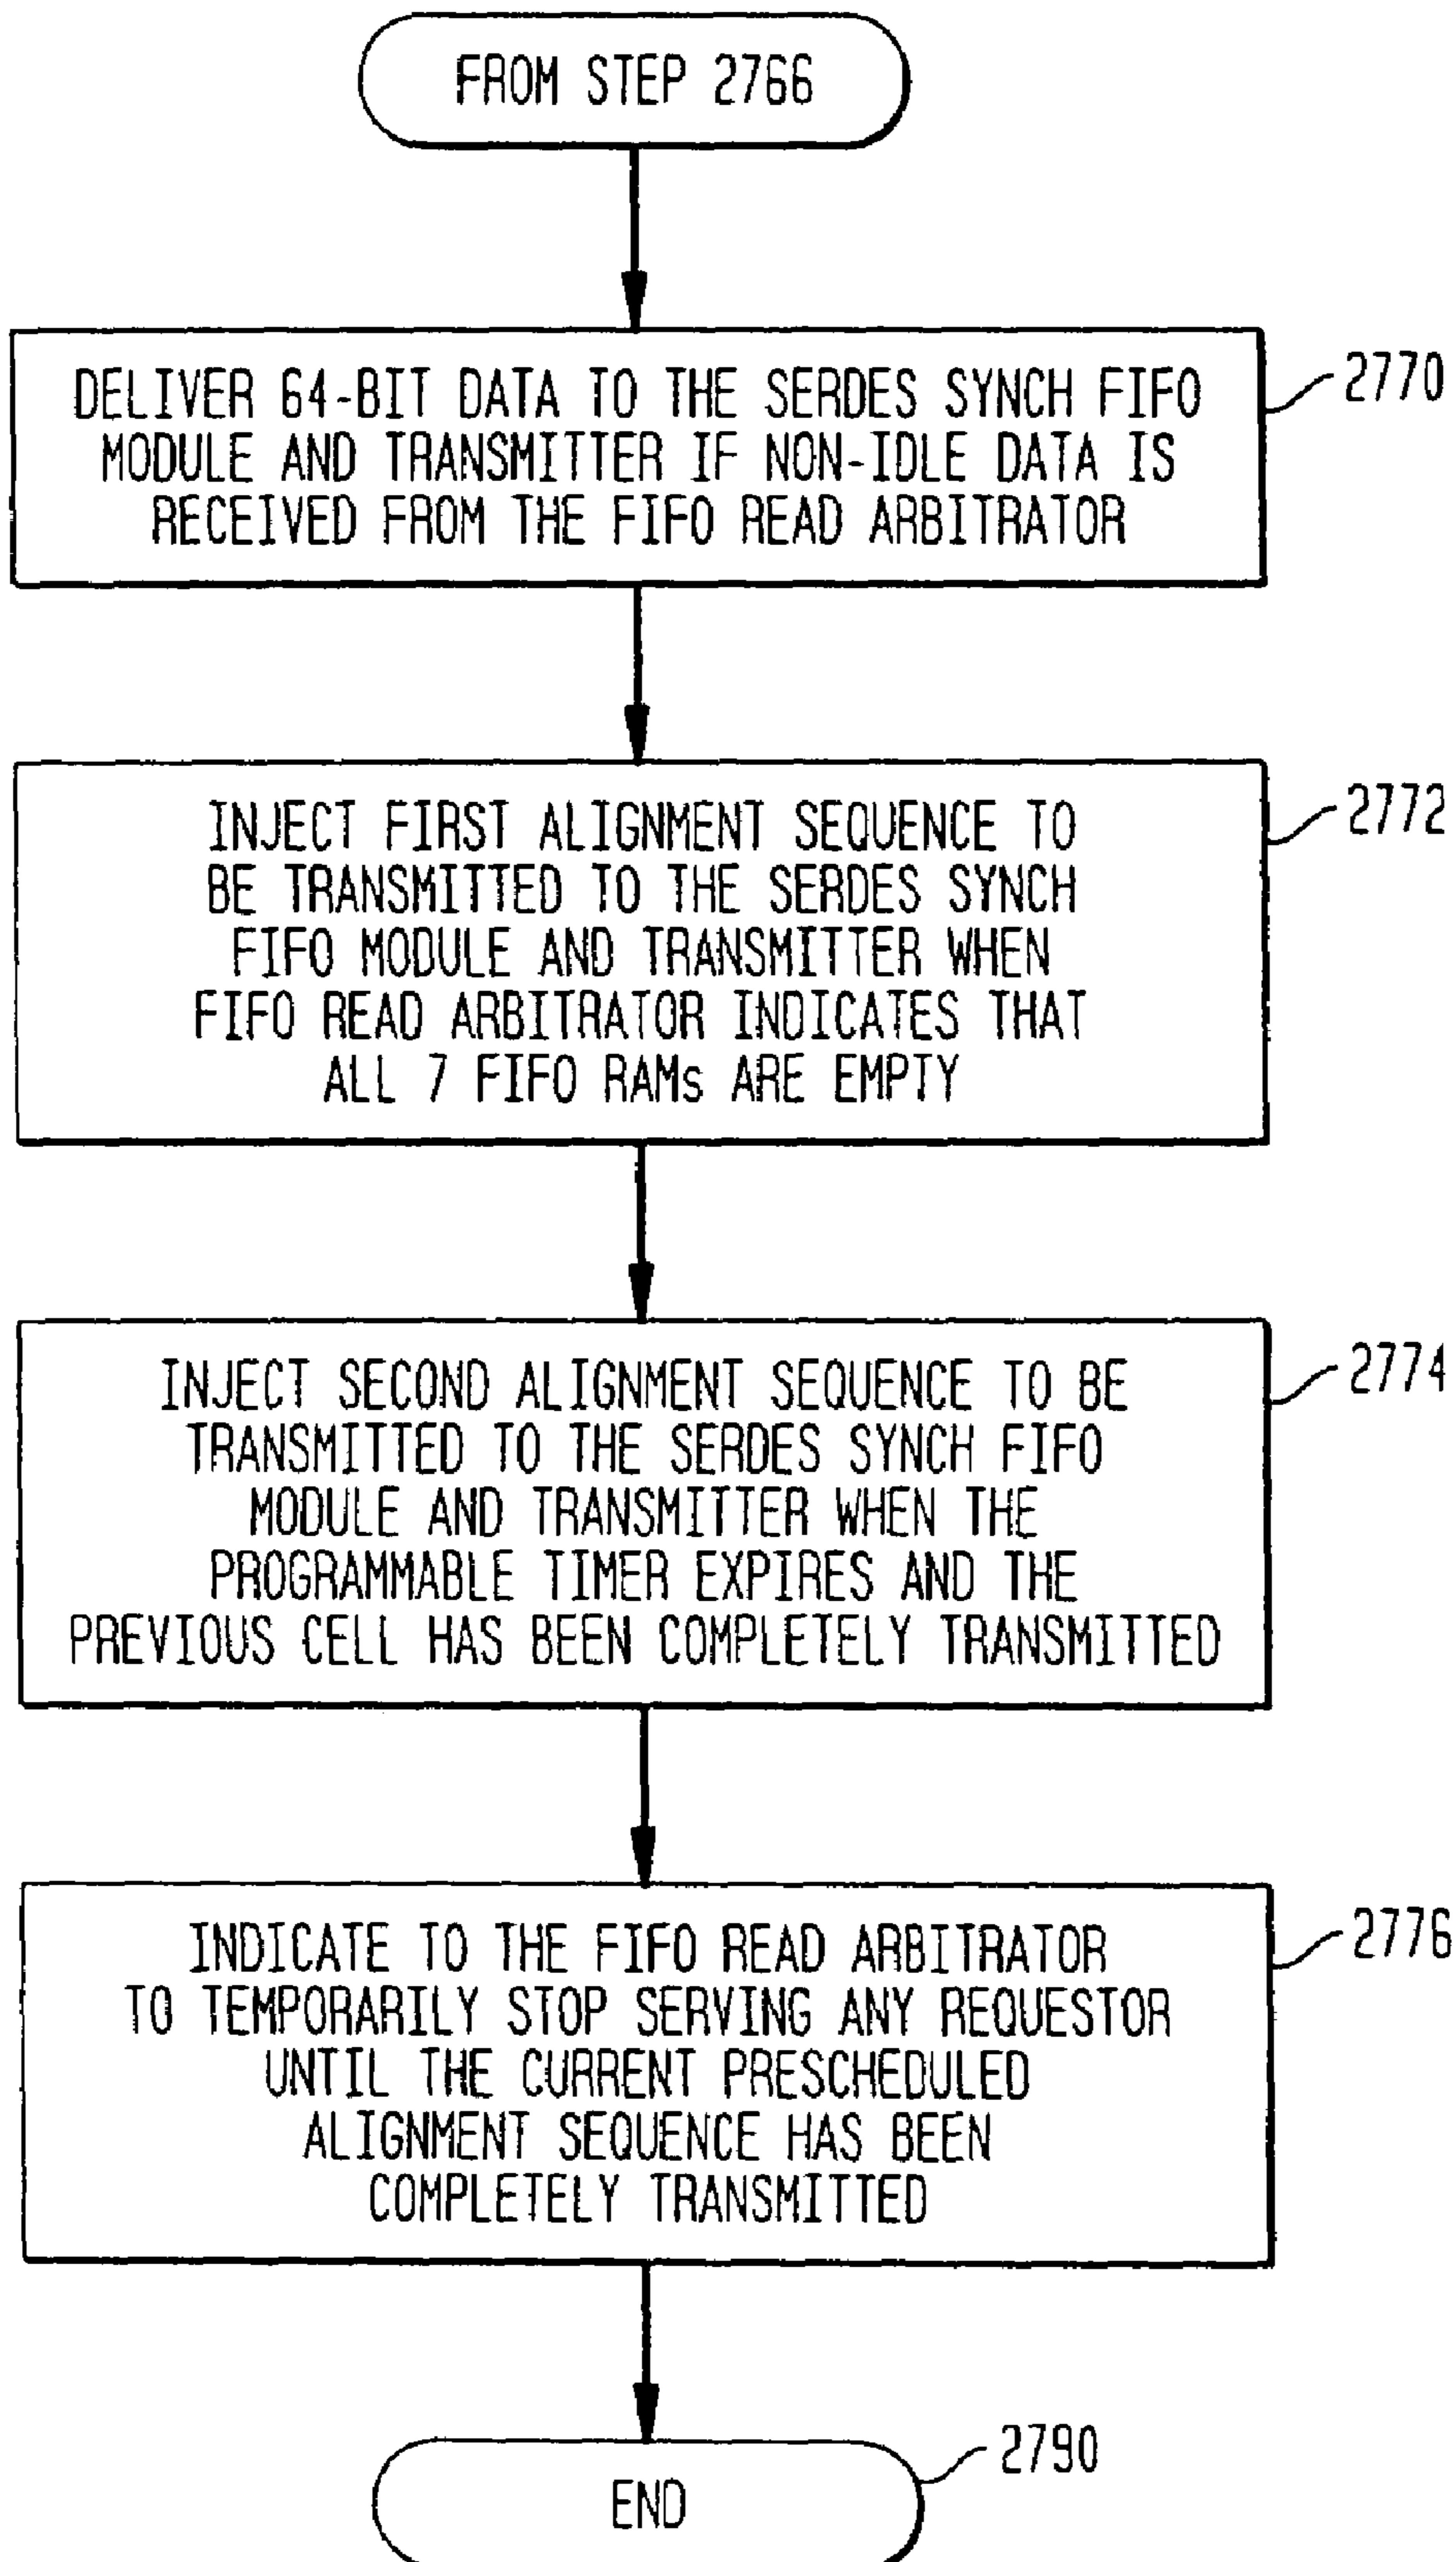 FROM STEP 2766
DELIVER 64-BIT DATA TO THE SERDES SYNCH FIFO
MODULE AND TRANSMITTER IF NON-IDLE DATA IS
RECEIVED FROM THE FIFO READ ARBITRATOR
2770
INJECT FIRST ALIGNMENT SEQUENCE TO
BE TRANSMITTED TO THE SERDES SYNCH
FIFO MODULE AND TRANSMITTER WHEN
FIFO READ ARBITRATOR INDICATES THAT
ALL 7 FIFO RAMs ARE EMPTY
2772
INJECT SECOND ALIGNMENT SEQUENCE TO BE
TRANSMITTED TO THE SERDES SYNCH FIFO
MODULE AND TRANSMITTER WHEN THE
PROGRAMMABLE TIMER EXPIRES AND THE
PREVIOUS CELL HAS BEEN COMPLETELY TRANSMITTED
2774
INDICATE TO THE FIFO READ ARBITRATOR
TO TEMPORARILY STOP SERVING ANY REQUESTOR
UNTIL THE CURRENT PRESCHEDULED
ALIGNMENT SEQUENCE HAS BEEN
COMPLETELY TRANSMITTED
2776
END
2790